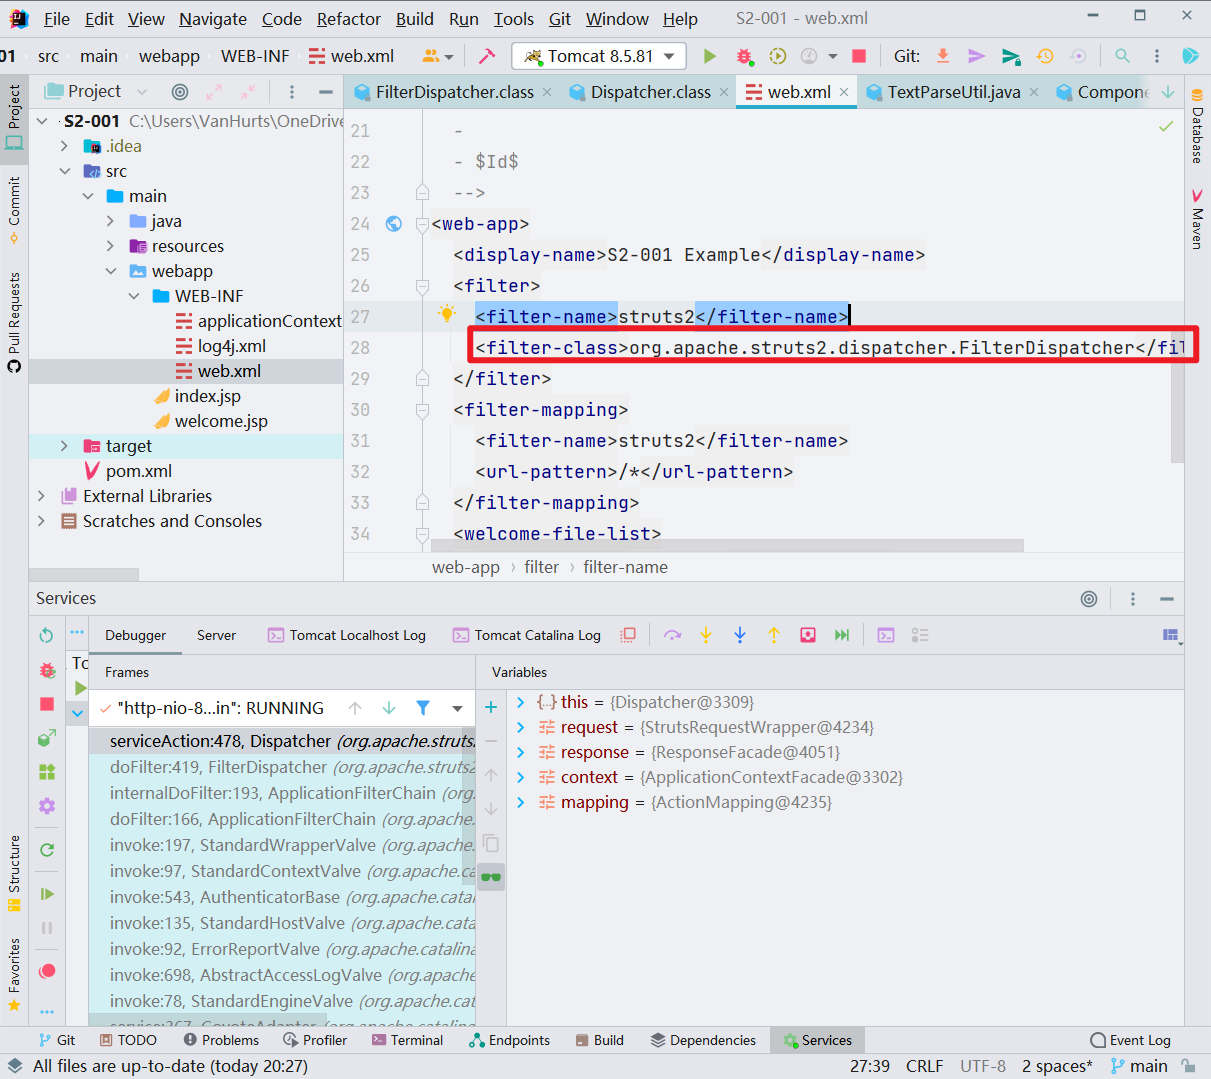 File Edit View Navigate Code Refactor Build Run Tools Git Window Help S2-001 - web.xml
01 src main webapp WEB-INF web.xml Tomcat 8.5.81 Git:
Project FilterDispatcher.class Dispatcher.class web.xml TextParseUtil.java Compone
Project
Commit
Pull Requests
Structure
Favorites
Database
Maven
S2-001 C:\Users\VanHurts\OneDrive
.idea
src
main
java
resources
webapp
WEB-INF
applicationContext
log4j.xml
web.xml
index.jsp
welcome.jsp
target
pom.xml
External Libraries
Scratches and Consoles
21 -
22 - $Id$
23 -->
24 <web-app>
25 <display-name>S2-001 Example</display-name>
26 <filter>
27 <filter-name>struts2</filter-name>
28 <filter-class>org.apache.struts2.dispatcher.FilterDispatcher</fil
29 </filter>
30 <filter-mapping>
31 <filter-name>struts2</filter-name>
32 <url-pattern>/*</url-pattern>
33 </filter-mapping>
34 <welcome-file-list>
web-app › filter › filter-name
Services
Debugger Server Tomcat Localhost Log Tomcat Catalina Log
To
Frames
"http-nio-8...in": RUNNING
serviceAction:478, Dispatcher (org.apache.struts
doFilter:419, FilterDispatcher (org.apache.struts2
internalDoFilter:193, ApplicationFilterChain (org.
doFilter:166, ApplicationFilterChain (org.apache.
invoke:197, StandardWrapperValve (org.apache.
invoke:97, StandardContextValve (org.apache.ca
invoke:543, AuthenticatorBase (org.apache.catal
invoke:135, StandardHostValve (org.apache.cata
invoke:92, ErrorReportValve (org.apache.catalina
invoke:698, AbstractAccessLogValve (org.apache
invoke:78, StandardEngineValve (org.apache.cat
service:367, CoyoteAdapter (org.apache.catalina
Variables
this = {Dispatcher@3309}
request = {StrutsRequestWrapper@4234}
response = {ResponseFacade@4051}
context = {ApplicationContextFacade@3302}
mapping = {ActionMapping@4235}
Git TODO Problems Profiler Terminal Endpoints Build Dependencies Services Event Log
All files are up-to-date (today 20:27) 27:39 CRLF UTF-8 2 spaces* main